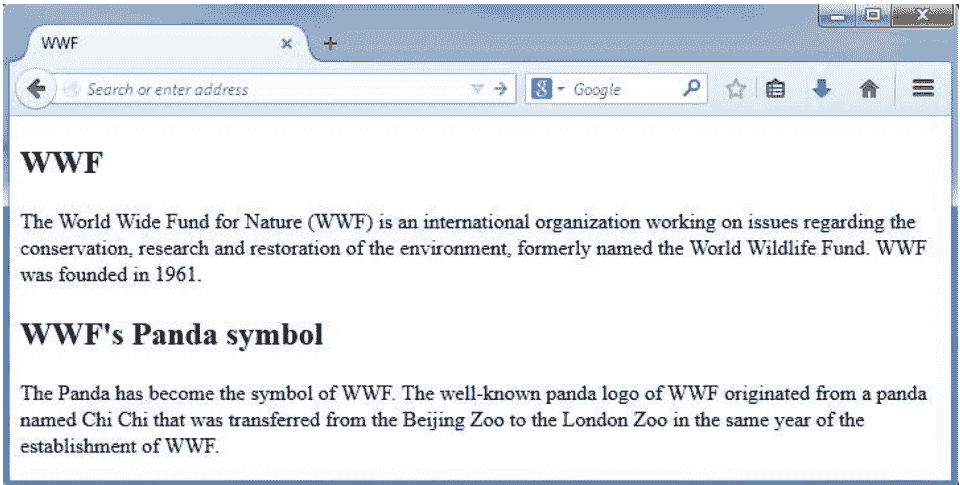 WWF
Search or enter address
8 Google
WWF
The World Wide Fund for Nature (WWF) is an international organization working on issues regarding the
conservation, research and restoration of the environment, formerly named the World Wildlife Fund. WWF
was founded in 1961.
WWF's Panda symbol
The Panda has become the symbol of WWF. The well-known panda logo of WWF originated from a panda
named Chi Chi that was transferred from the Beijing Zoo to the London Zoo in the same year of the
establishment of WWF.